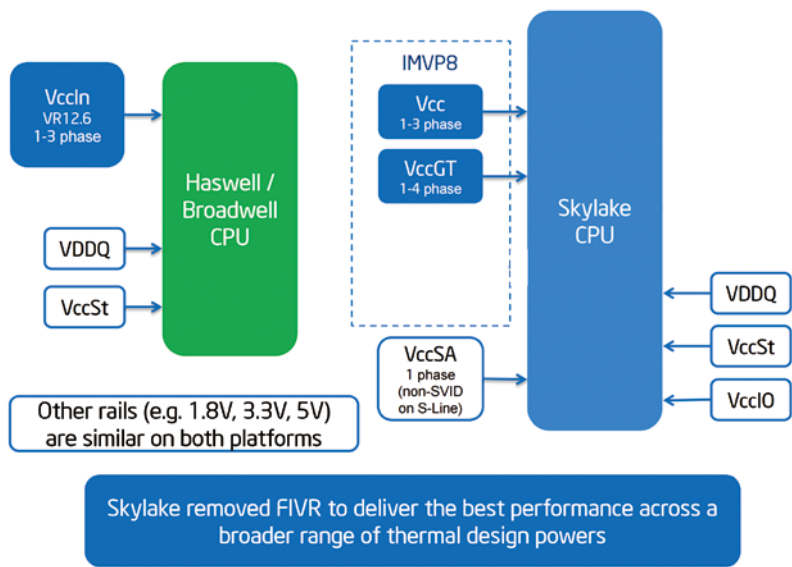 VccIn
VR12.6
1-3 phase
Haswell /
Broadwell
CPU
VDDQ
VccSt
IMVP8
Vcc
1-3 phase
VccGT
1-4 phase
Skylake
CPU
VccSA
1 phase
(non-SVID
on S-Line)
VDDQ
VccSt
VccIO
Other rails (e.g. 1.8V, 3.3V, 5V)
are similar on both platforms
Skylake removed FIVR to deliver the best performance across a
broader range of thermal design powers